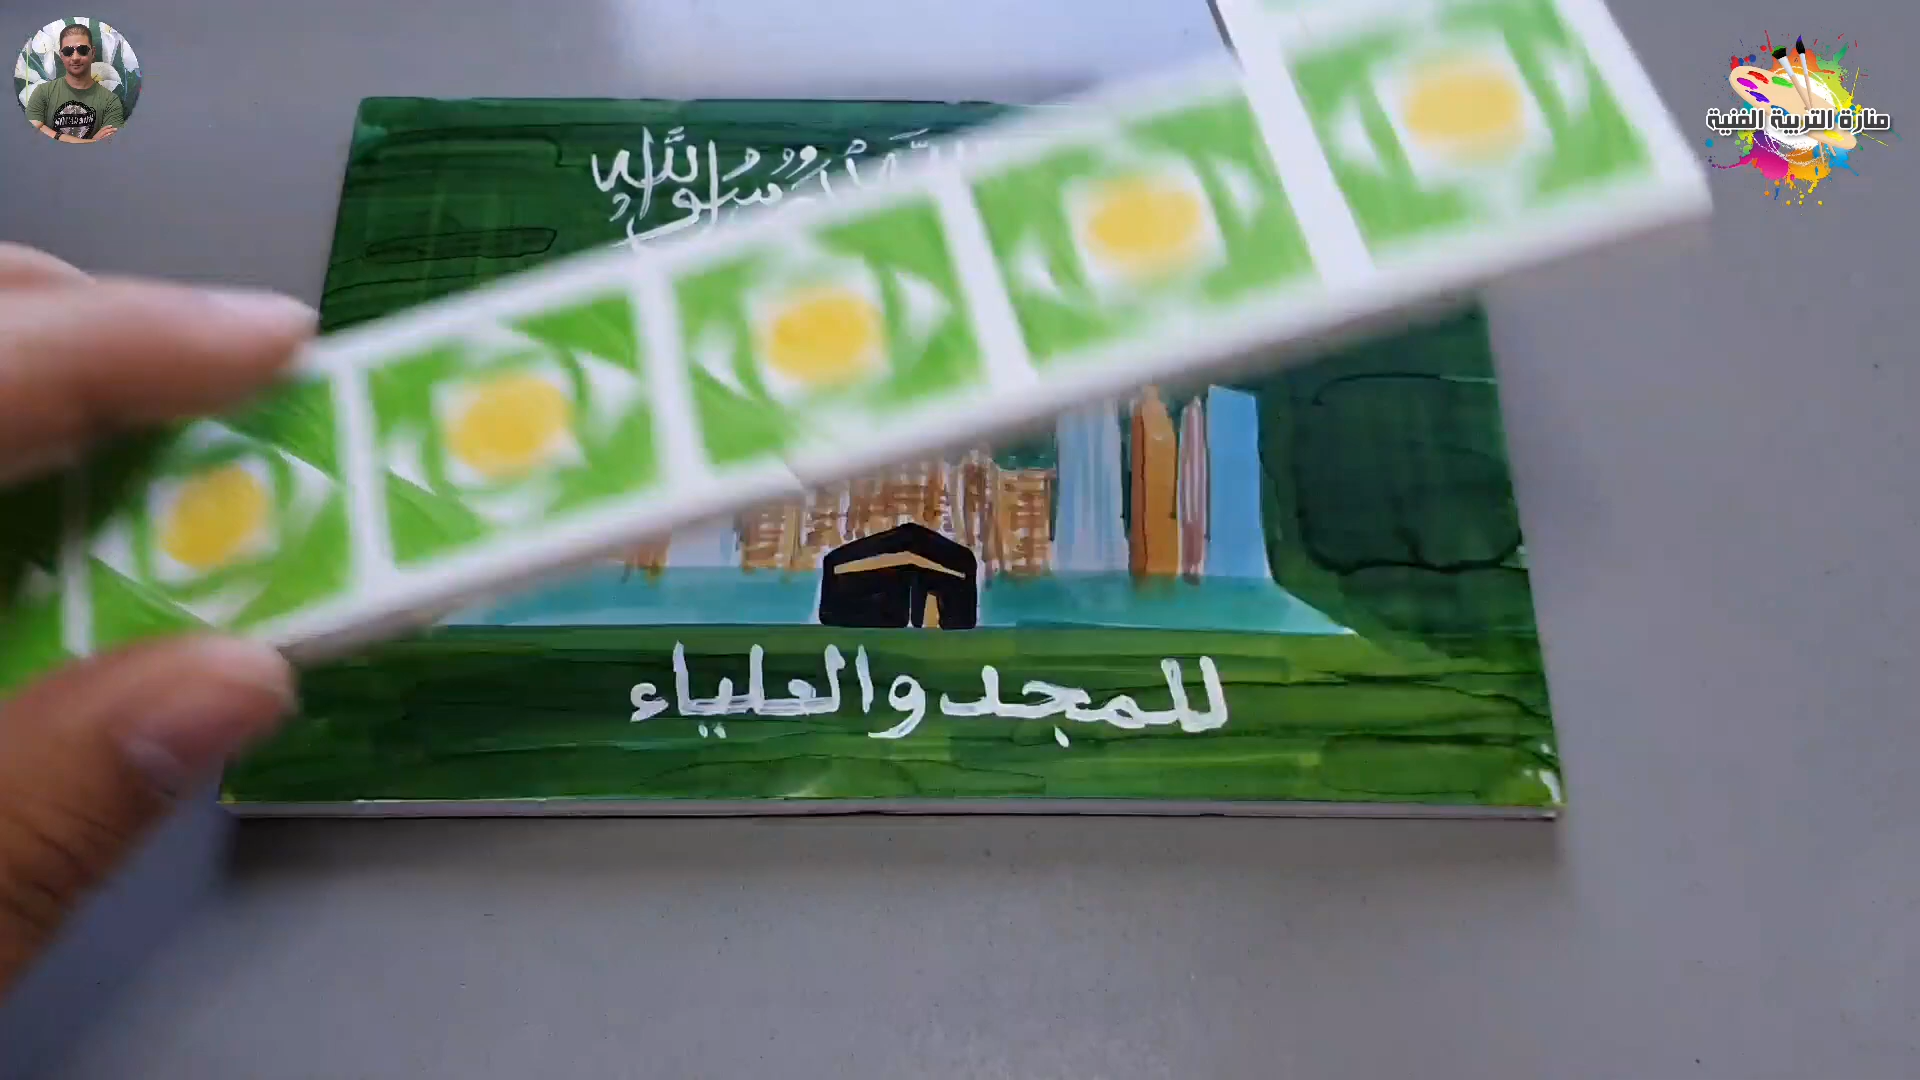 منارة التربية الفنية
رسول الله
للمجد والعلياء